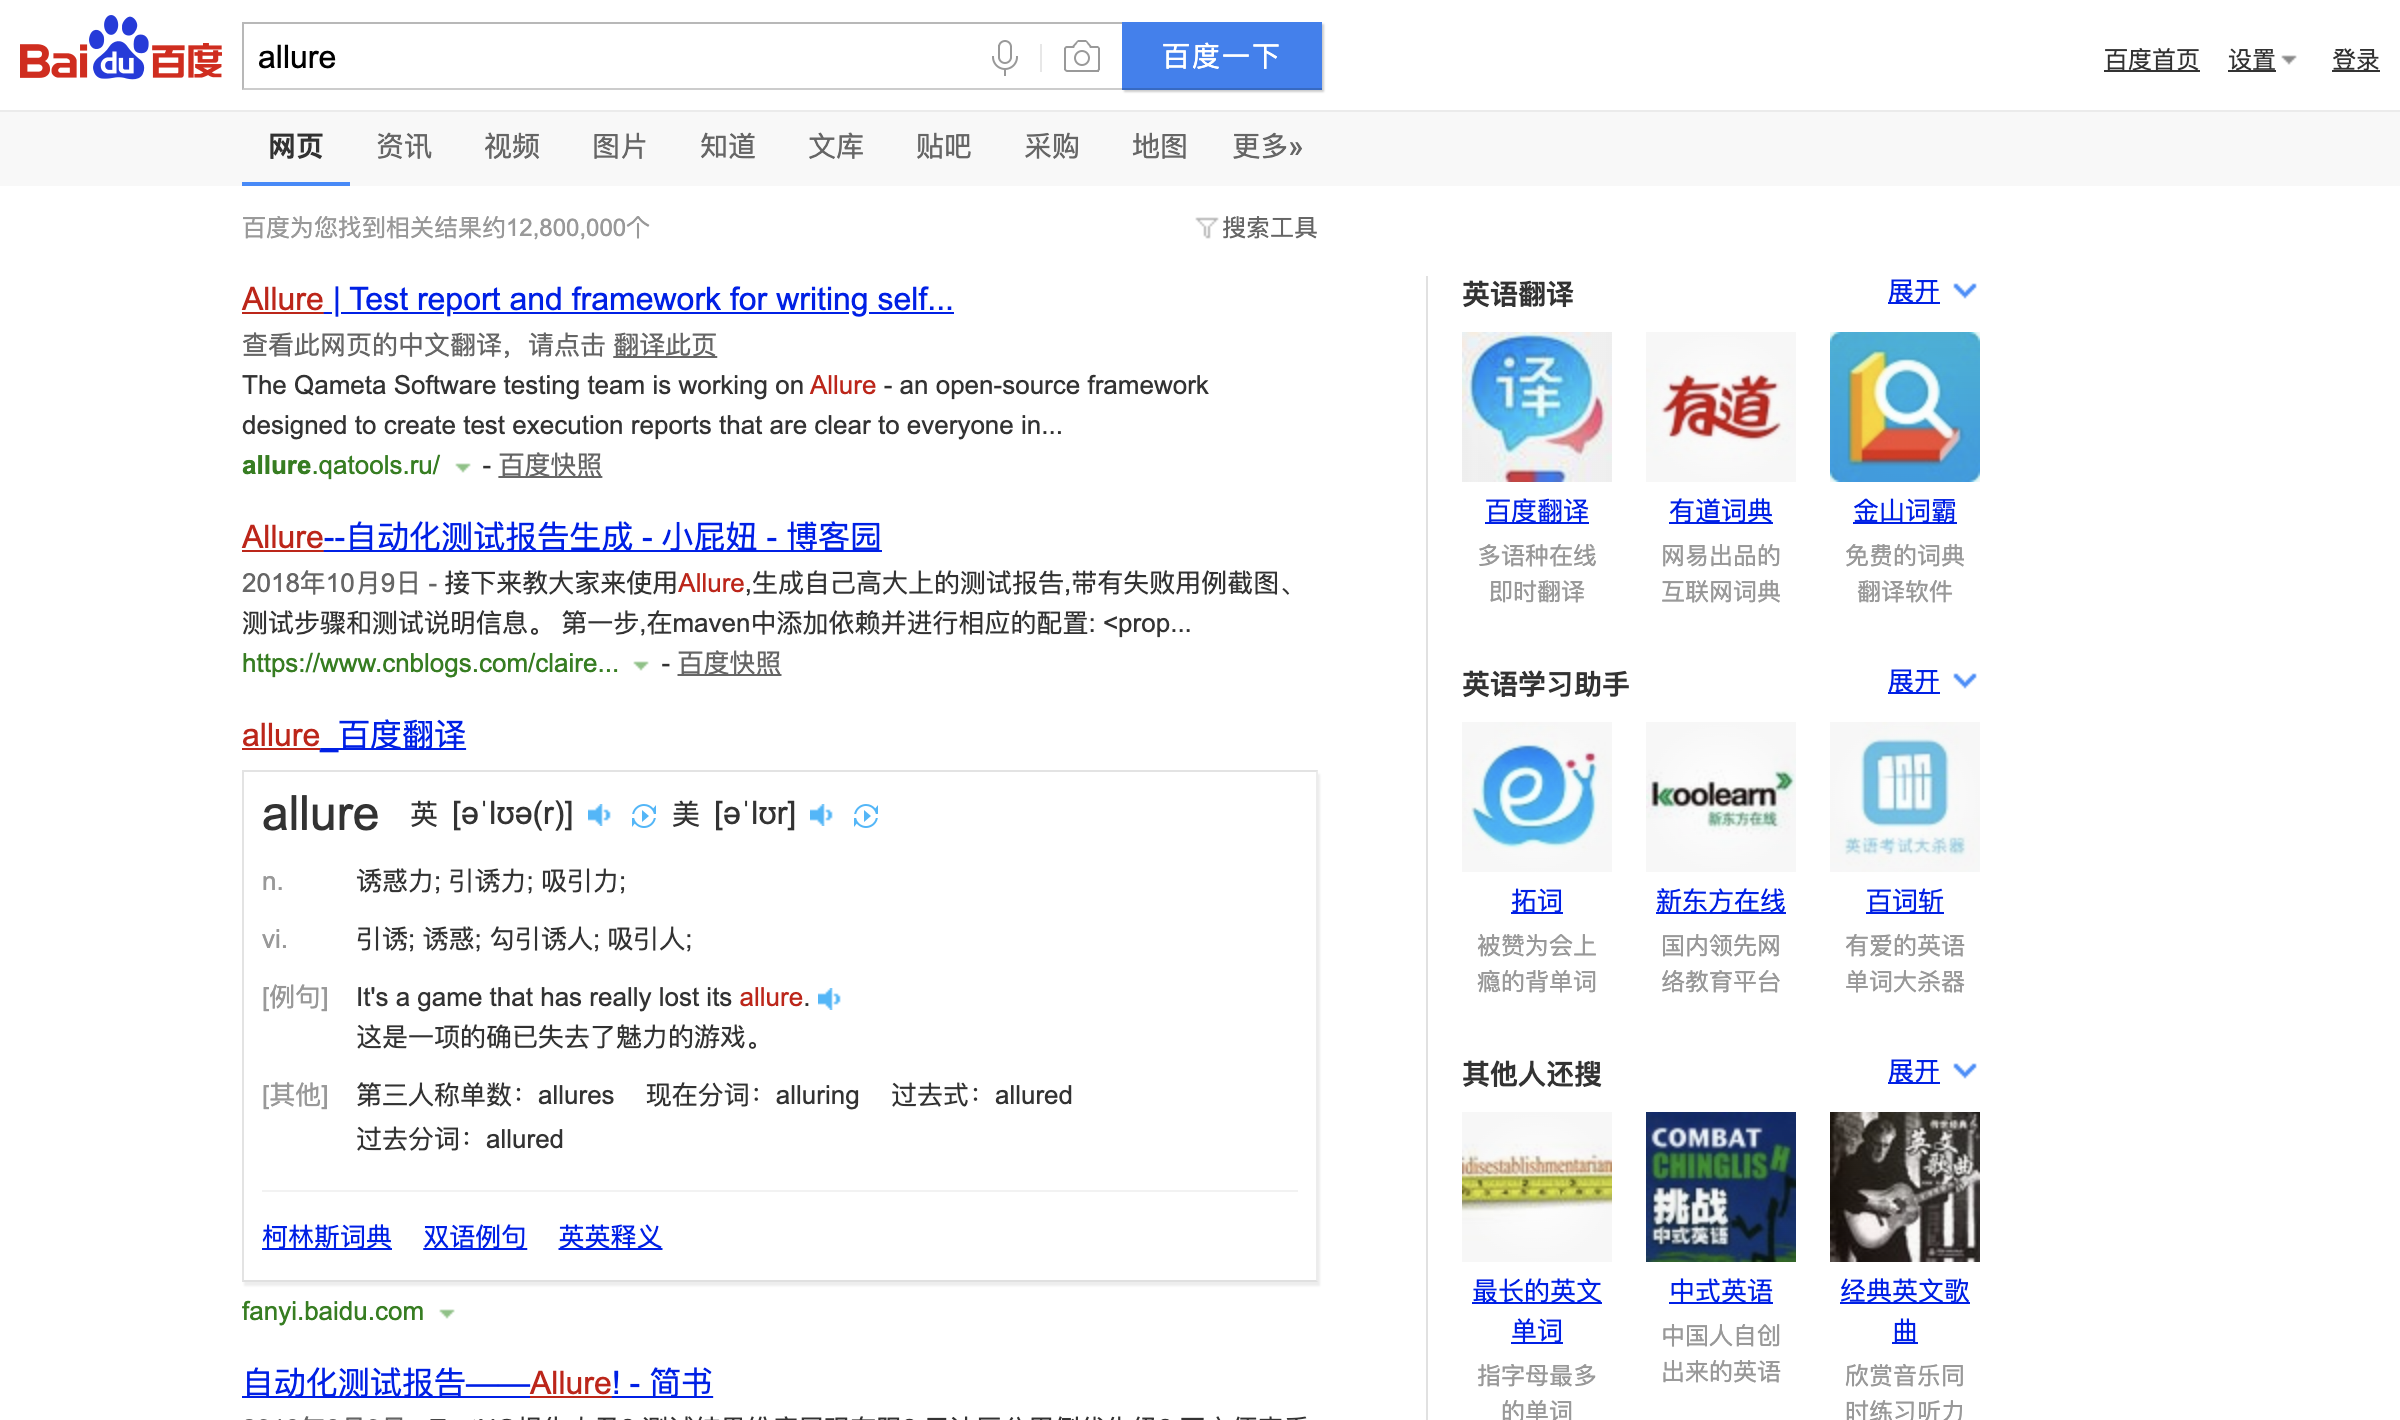 Bai du 百度
allure
百度一下
百度首页 设置 登录
网页 资讯 视频 图片 知道 文库 贴吧 采购 地图 更多»
百度为您找到相关结果约12,800,000个
搜索工具
Allure | Test report and framework for writing self...
查看此网页的中文翻译，请点击 翻译此页
The Qameta Software testing team is working on Allure - an open-source framework
designed to create test execution reports that are clear to everyone in...
allure.qatools.ru/ - 百度快照
Allure--自动化测试报告生成 - 小屁妞 - 博客园
2018年10月9日 - 接下来教大家来使用Allure,生成自己高大上的测试报告,带有失败用例截图、
测试步骤和测试说明信息。 第一步,在maven中添加依赖并进行相应的配置: <prop...
https://www.cnblogs.com/claire... - 百度快照
allure_百度翻译
allure 英 [əˈlʊə(r)] 美 [əˈlʊr]
n. 诱惑力; 引诱力; 吸引力;
vi. 引诱; 诱惑; 勾引诱人; 吸引人;
[例句] It's a game that has really lost its allure.
这是一项的确已失去了魅力的游戏。
[其他] 第三人称单数：allures 现在分词：alluring 过去式：allured
过去分词：allured
柯林斯词典 双语例句 英英释义
fanyi.baidu.com
自动化测试报告——Allure! - 简书
英语翻译 展开
译
有道
百度翻译 有道词典 金山词霸
多语种在线 网易出品的 免费的词典
即时翻译 互联网词典 翻译软件
英语学习助手 展开
koolearn
新东方在线
英语考试大杀器
拓词 新东方在线 百词斩
被赞为会上 国内领先网 有爱的英语
瘾的背单词 络教育平台 单词大杀器
其他人还搜 展开
idisestablishmentarian
COMBAT
CHINGLISH
挑战
中式英语
英文
歌曲
最长的英文 中式英语 经典英文歌
单词 曲
指字母最多 中国人自创 欣赏音乐同
的单词 出来的英语 时练习听力